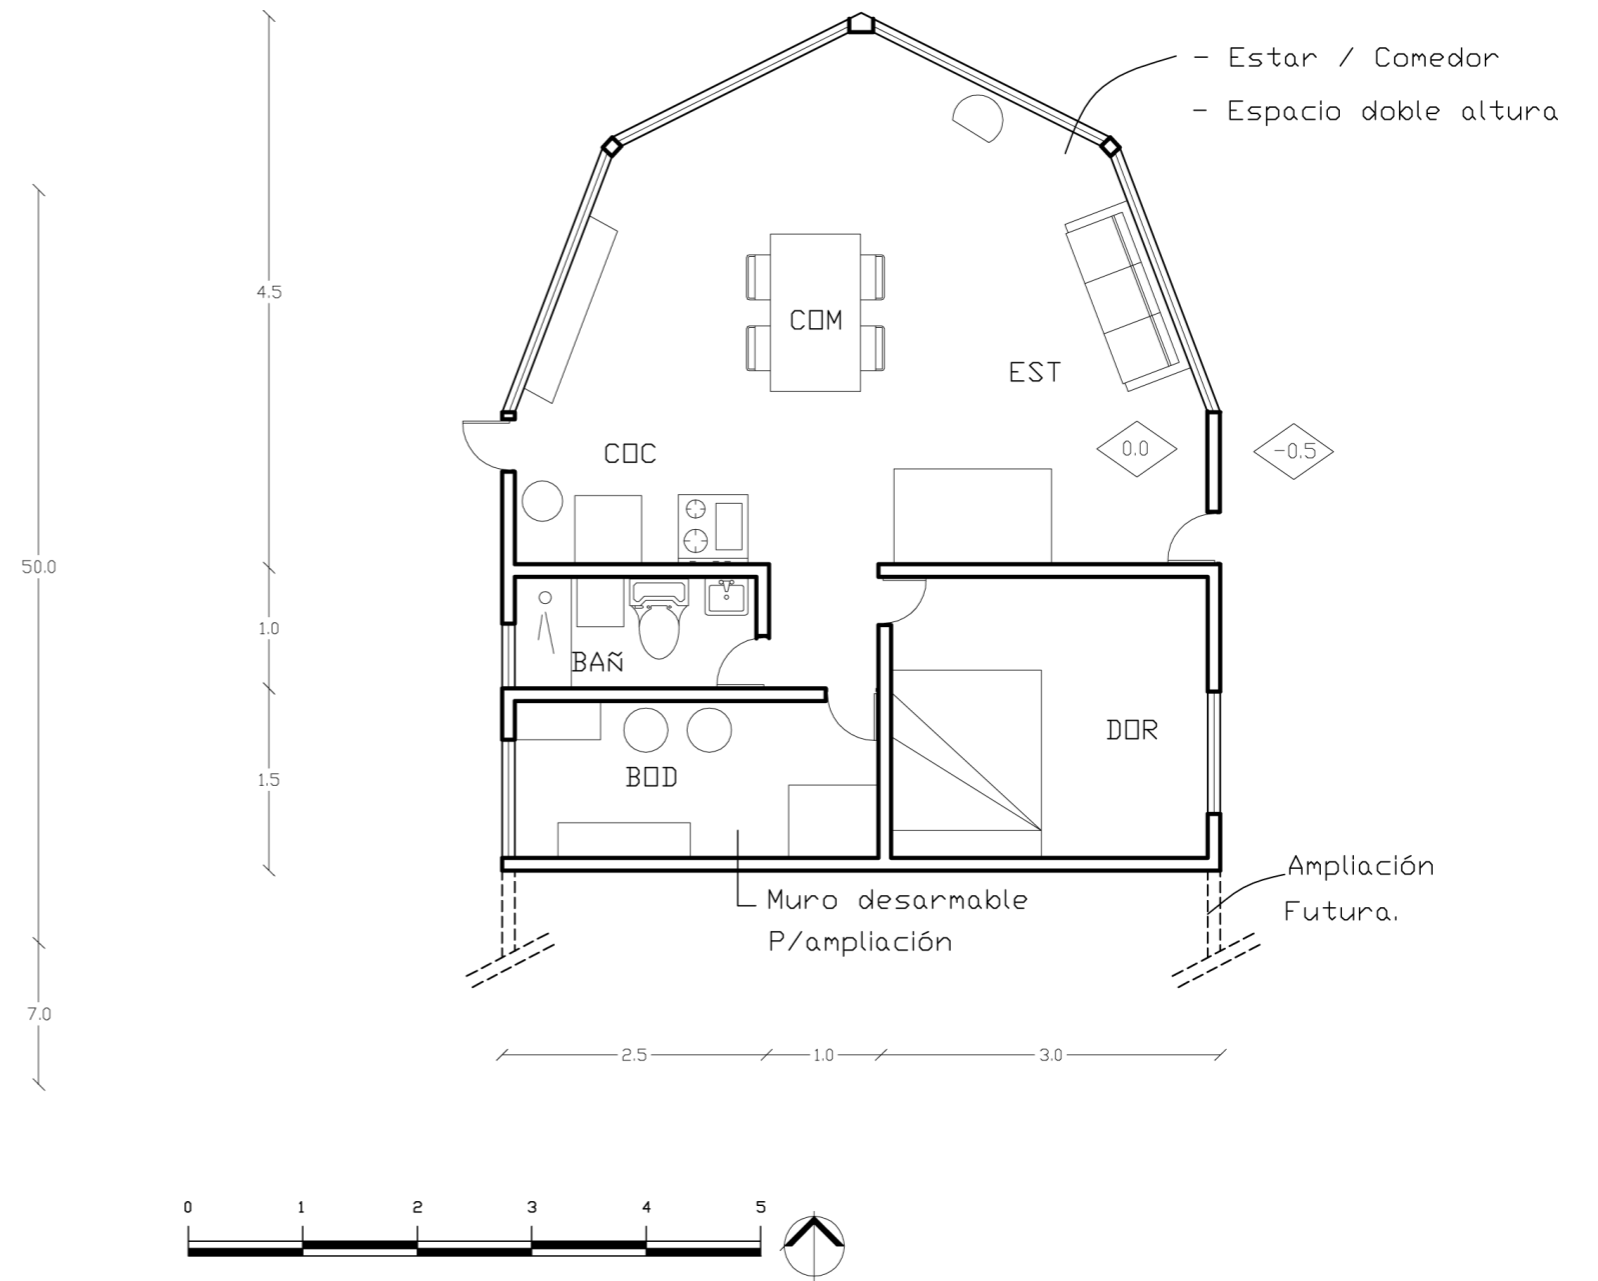 - Estar / Comedor
- Espacio doble altura
4.5
COM
EST
COC
0.0
-0.5
50.0
1.0
BAÑ
DOR
1.5
BOD
Ampliación
Futura.
Muro desarmable
P/ampliación
7.0
2.5
1.0
3.0
0 1 2 3 4 5